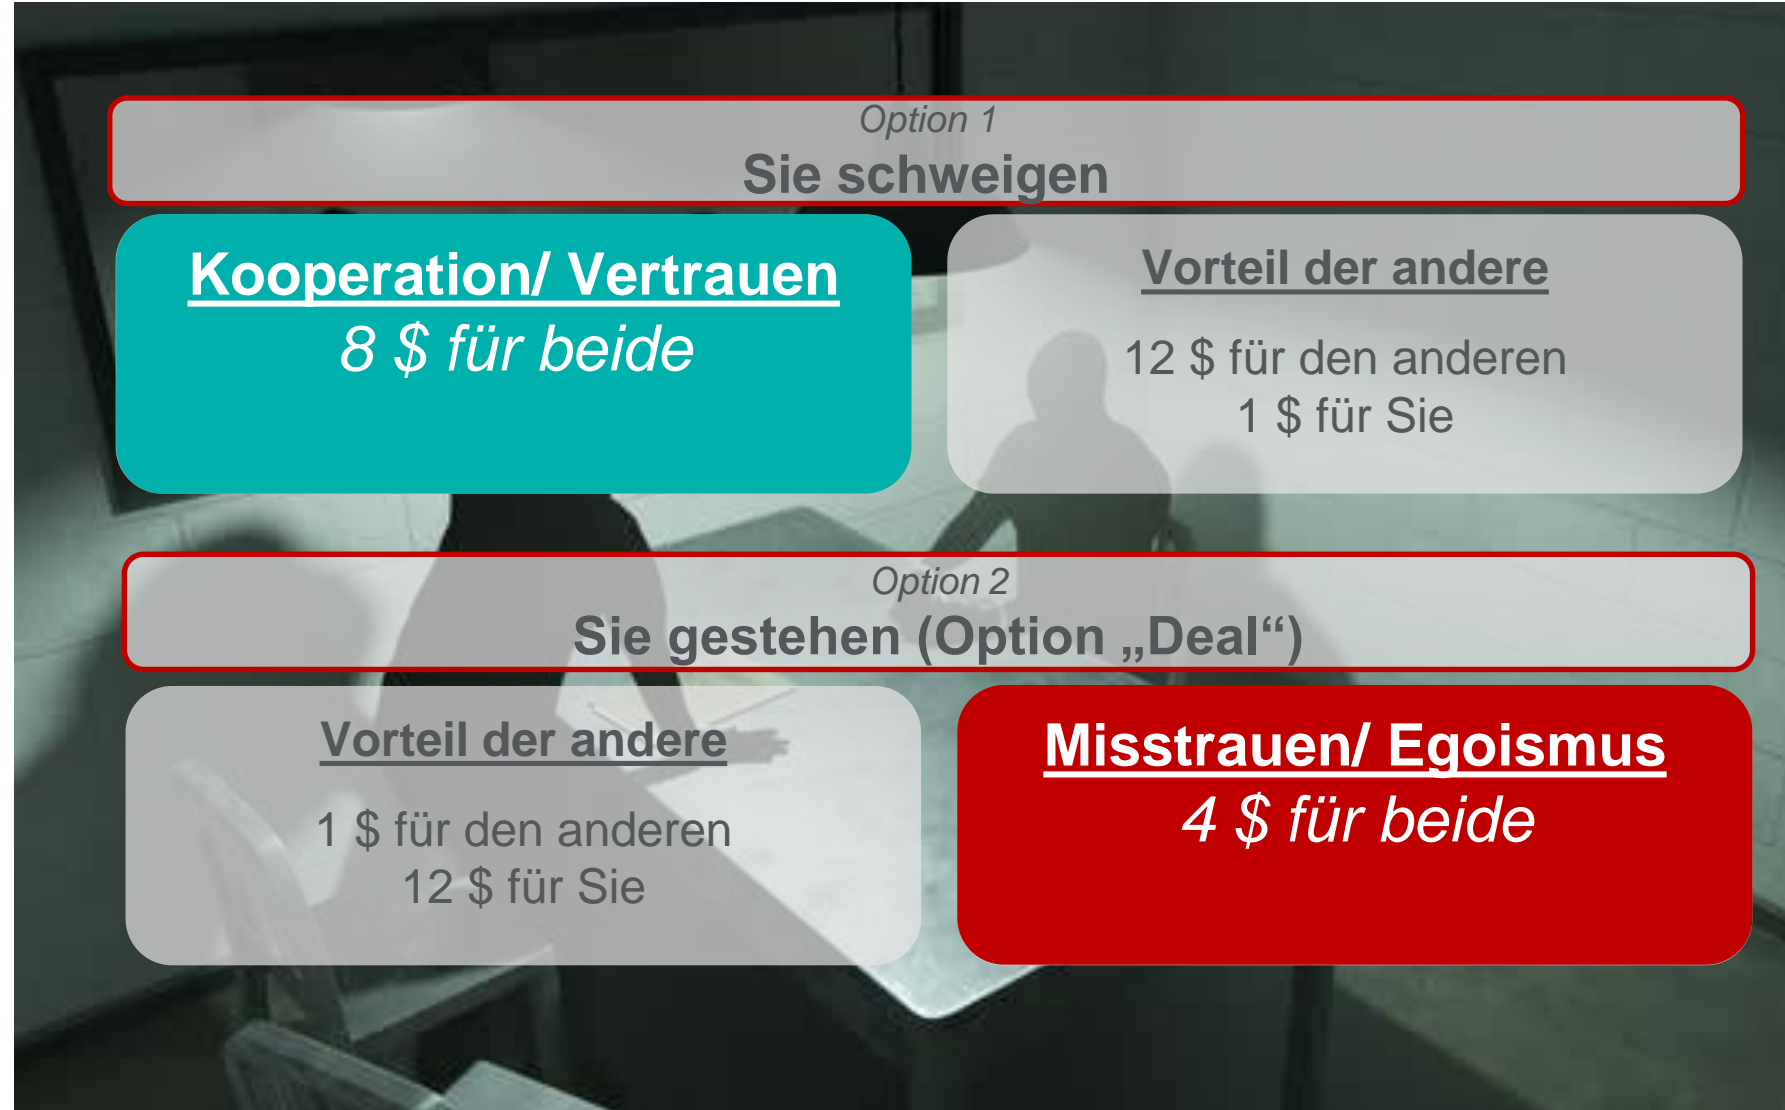 Option 1
Sie schweigen
Kooperation/ Vertrauen
8 $ für beide
Vorteil der andere
12 $ für den anderen
1 $ für Sie
Option 2
Sie gestehen (Option „Deal“)
Vorteil der andere
1 $ für den anderen
12 $ für Sie
Misstrauen/ Egoismus
4 $ für beide